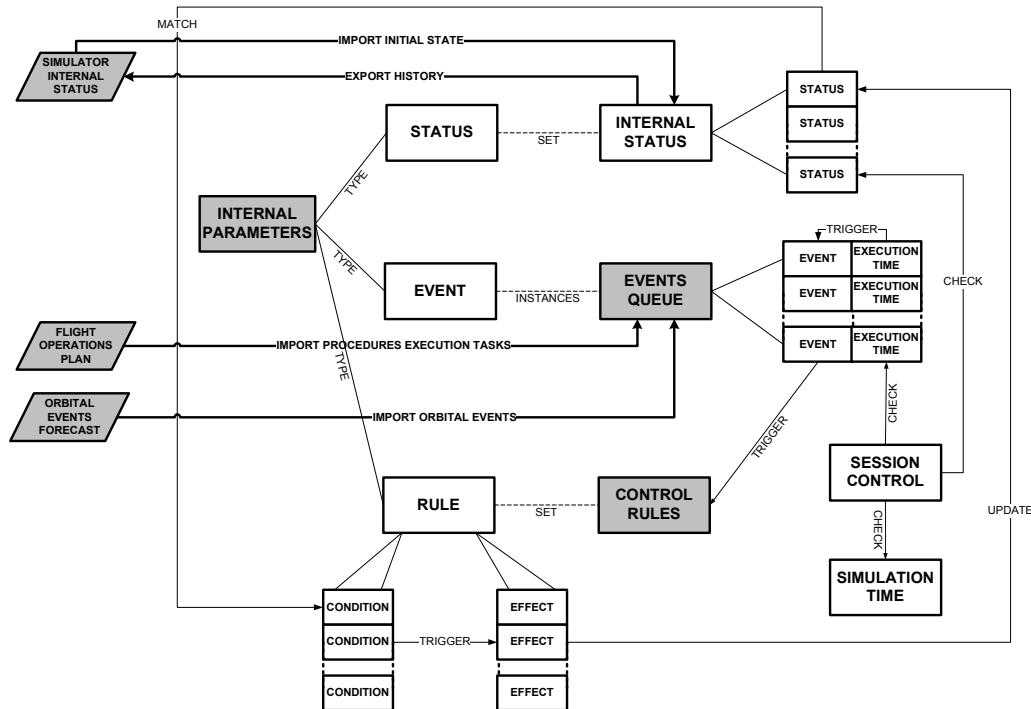 MATCH
IMPORT INITIAL STATE
SIMULATOR
INTERNAL
STATUS
EXPORT HISTORY
STATUS
STATUS
STATUS
STATUS
SET
INTERNAL
STATUS
TYPE
INTERNAL
PARAMETERS
TYPE
EVENT
INSTANCES
EVENTS
QUEUE
TRIGGER
EVENT
EXECUTION
TIME
EVENT
EXECUTION
TIME
EVENT
EXECUTION
TIME
CHECK
FLIGHT
OPERATIONS
PLAN
IMPORT PROCEDURES EXECUTION TASKS
TYPE
ORBITAL
EVENTS
FORECAST
IMPORT ORBITAL EVENTS
CHECK
TRIGGER
SESSION
CONTROL
RULE
SET
CONTROL
RULES
UPDATE
CHECK
SIMULATION
TIME
CONDITION
EFFECT
CONDITION
TRIGGER
EFFECT
CONDITION
EFFECT